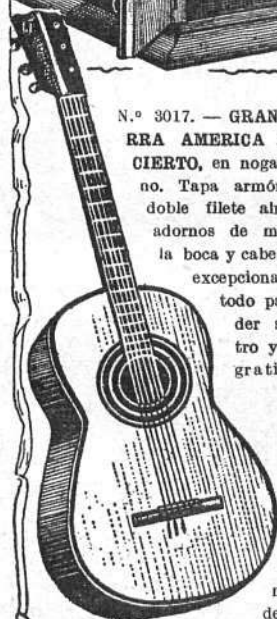 N.º 3017. — GRAN
RRA AMERICA
CIERTO, en noga
no. Tapa armón
doble filete al
adornos de m
la boca y cabe
excepciona
todo pa
der s
tro y
grati
n
de